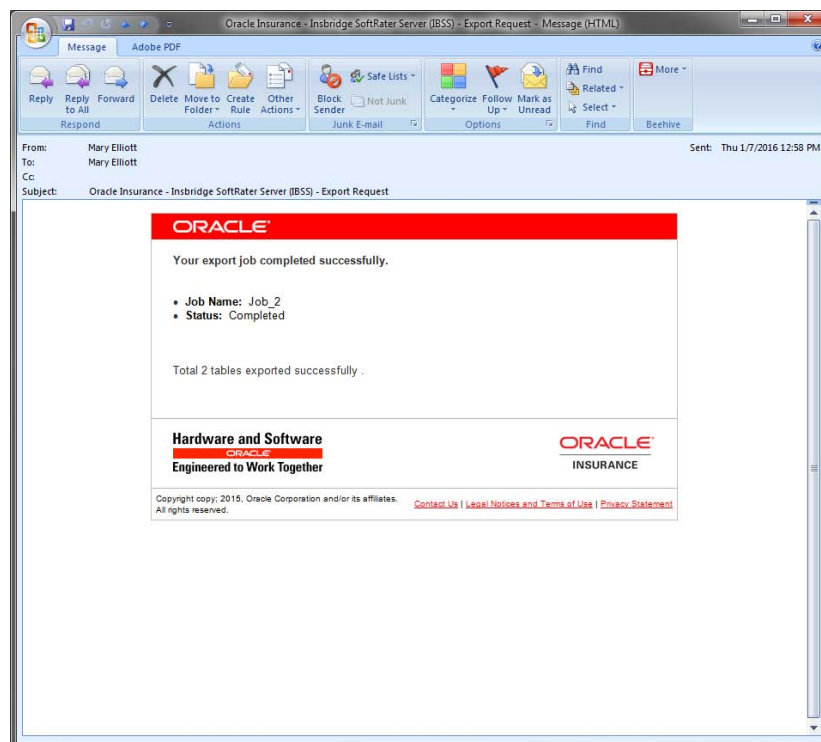 Oracle Insurance - Insbridge SoftRater Server (IBSS) - Export Request - Message (HTML)
Message Adobe PDF
Reply Reply to All Forward
Respond
Delete Move to Folder Create Rule Other Actions
Actions
Block Sender Safe Lists Not Junk
Junk E-mail
Categorize Follow Up Mark as Unread
Options
Find
Related
Select
Find
More
Beehive
From: Mary Elliott Sent: Thu 1/7/2016 12:58 PM
To: Mary Elliott
Cc:
Subject: Oracle Insurance - Insbridge SoftRater Server (IBSS) - Export Request
ORACLE
Your export job completed successfully.
• Job Name: Job_2
• Status: Completed
Total 2 tables exported successfully .
Hardware and Software
ORACLE
Engineered to Work Together
ORACLE
INSURANCE
Copyright copy; 2015, Oracle Corporation and/or its affiliates.
All rights reserved.
Contact Us | Legal Notices and Terms of Use | Privacy Statement